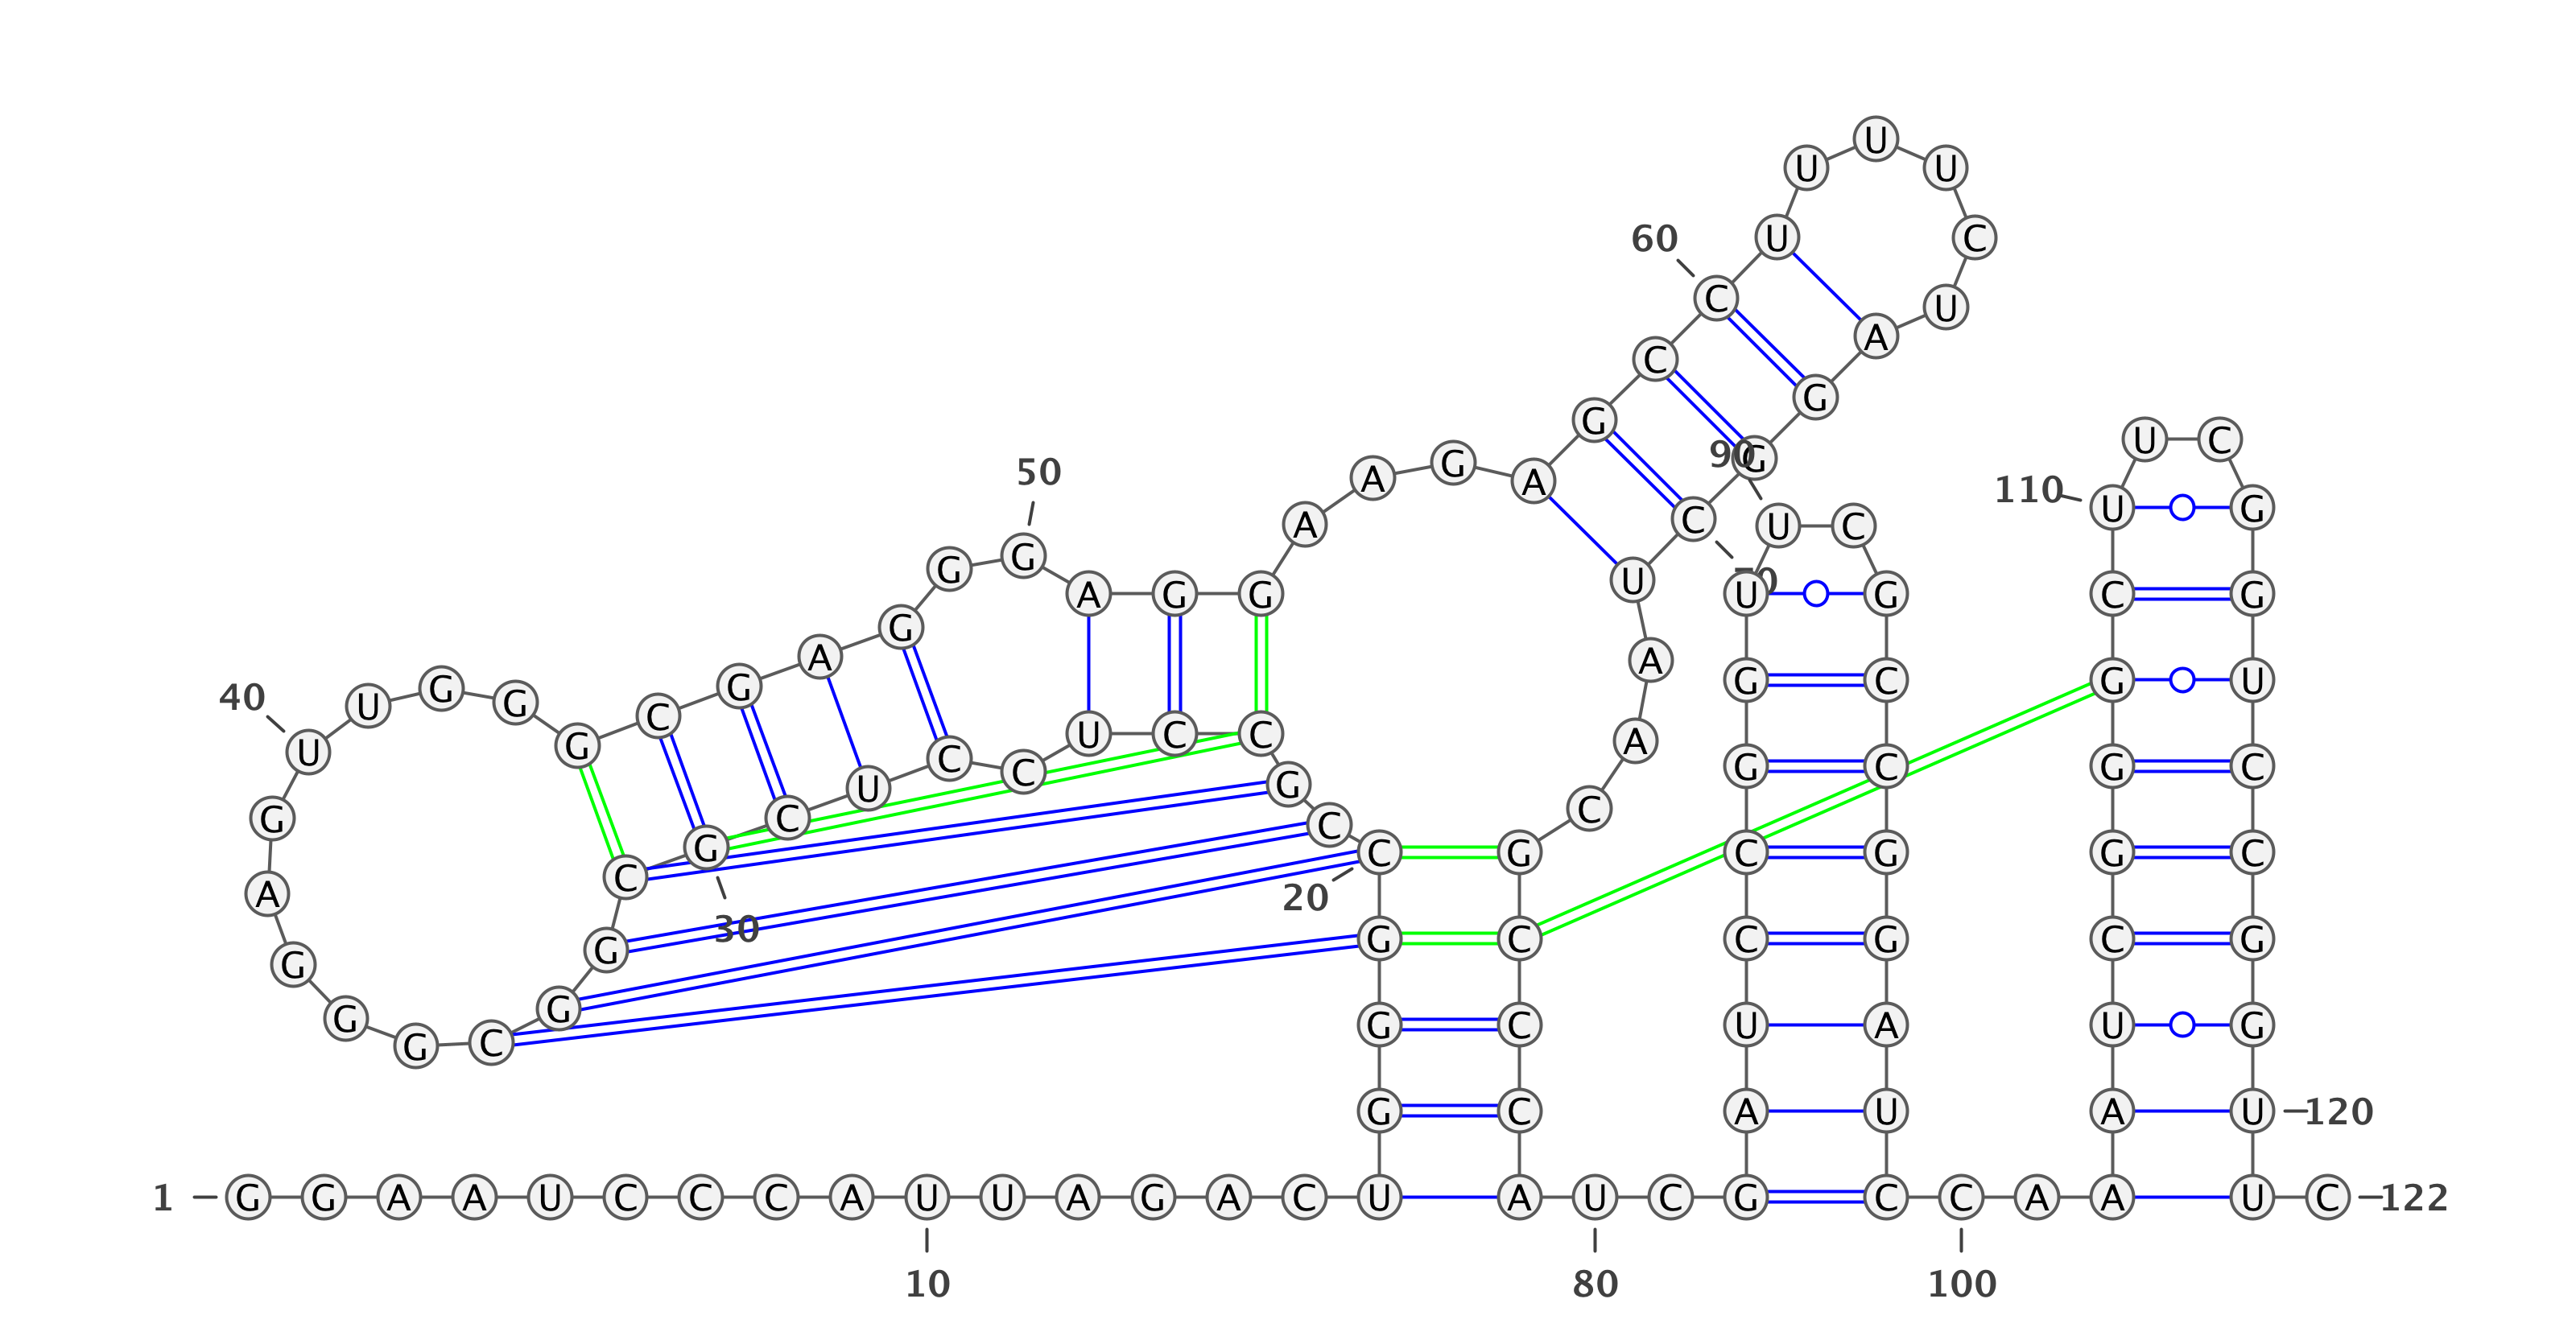 U
U U
60 U C
C U
A
C
G
G
U C
90 G
50 A G A
110 U G
C
A U C
G G
U 70
A G G U G C G
G
A A
G G G C G U
40 U U G C
G U C C A
C C G C G C
U G
G C C C
G C G C G G C
C A 20
30 G G C C G C G
G
G
G G C U A U G
G C
G C A U A U 120
1 G G A A U C C C A U U A G A C U A U C G C C A A U C 122
10 80 100